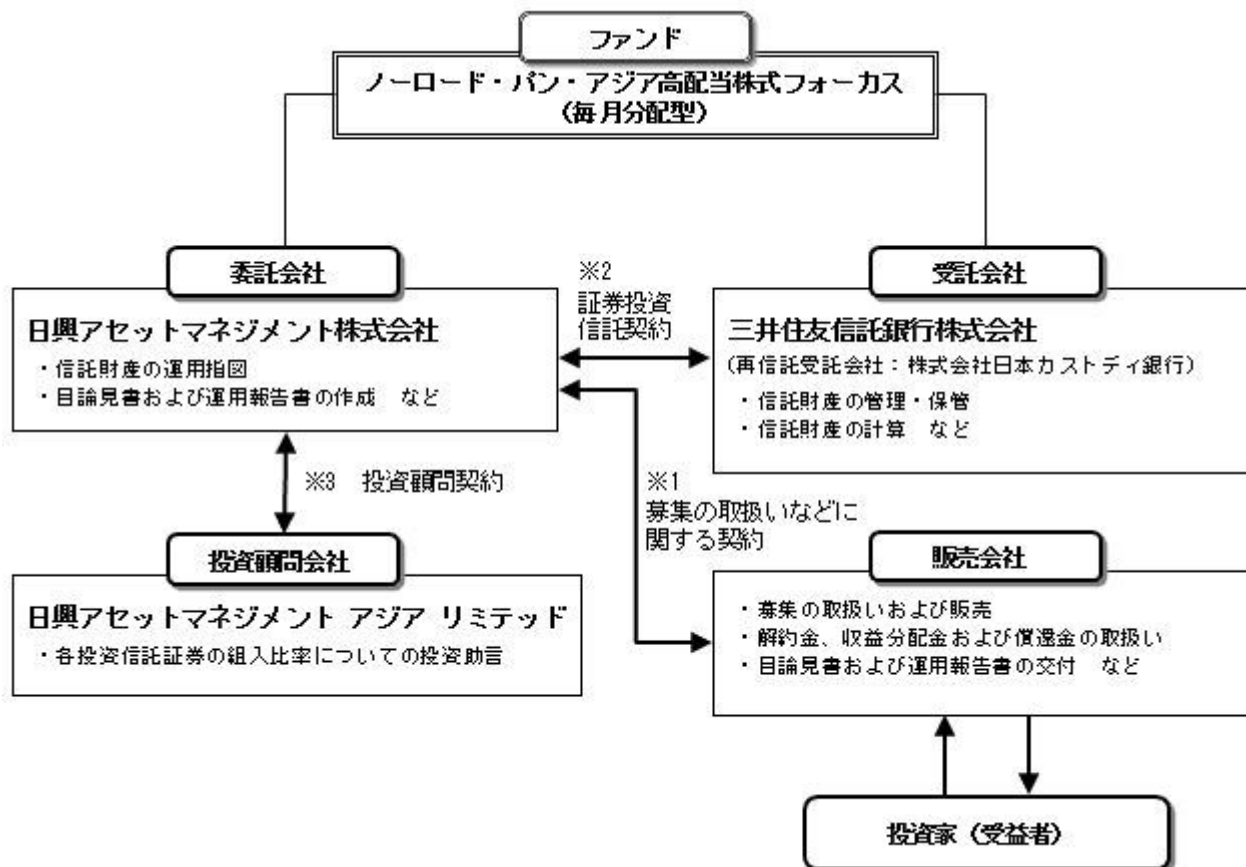 ファンド
ノーロード・パン・アジア高配当株式フォーカス
(毎月分配型)
委託会社
日興アセットマネジメント株式会社
・信託財産の運用指図
・目論見書および運用報告書の作成 など
※2
証券投資
信託契約
受託会社
三井住友信託銀行株式会社
(再信託受託会社:株式会社日本カストディ銀行)
・信託財産の管理・保管
・信託財産の計算 など
※3 投資顧問契約
※1
募集の取扱いなどに
関する契約
投資顧問会社
日興アセットマネジメント アジア リミテッド
・各投資信託証券の組入比率についての投資助言
販売会社
・募集の取扱いおよび販売
・解約金、収益分配金および償還金の取扱い
・目論見書および運用報告書の交付 など
投資家(受益者)